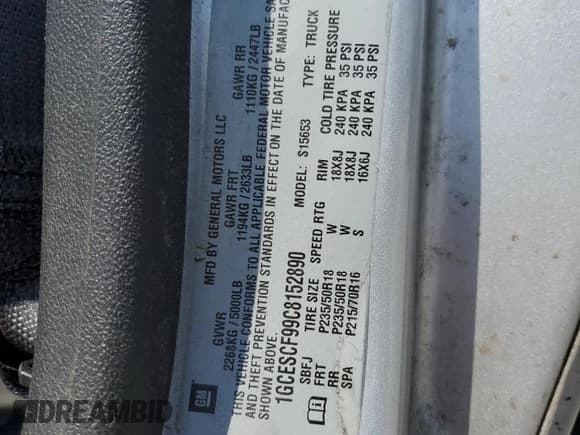 GM
MFD BY GENERAL MOTORS LLC
GVWR GAWR FRT GAWR RR
2268KG / 5000LB 1194KG / 2633LB 1110KG / 2447LB
THIS VEHICLE CONFORMS TO ALL APPLICABLE FEDERAL MOTOR VEHICLE
AND THEFT PREVENTION STANDARDS IN EFFECT ON THE DATE OF
SHOWN ABOVE.
1GCESCF99C8152890 MODEL: S15653 TYPE: TRUCK
SBFJ TIRE SIZE SPEED RTG RIM COLD TIRE PRESSURE
FRT P235/50R18 W 18X8J 240 KPA 35 PSI
RR P235/50R18 W 18X8J 240 KPA 35 PSI
SPA P215/70R16 S 16X6J 240 KPA 35 PSI
DREAMBID